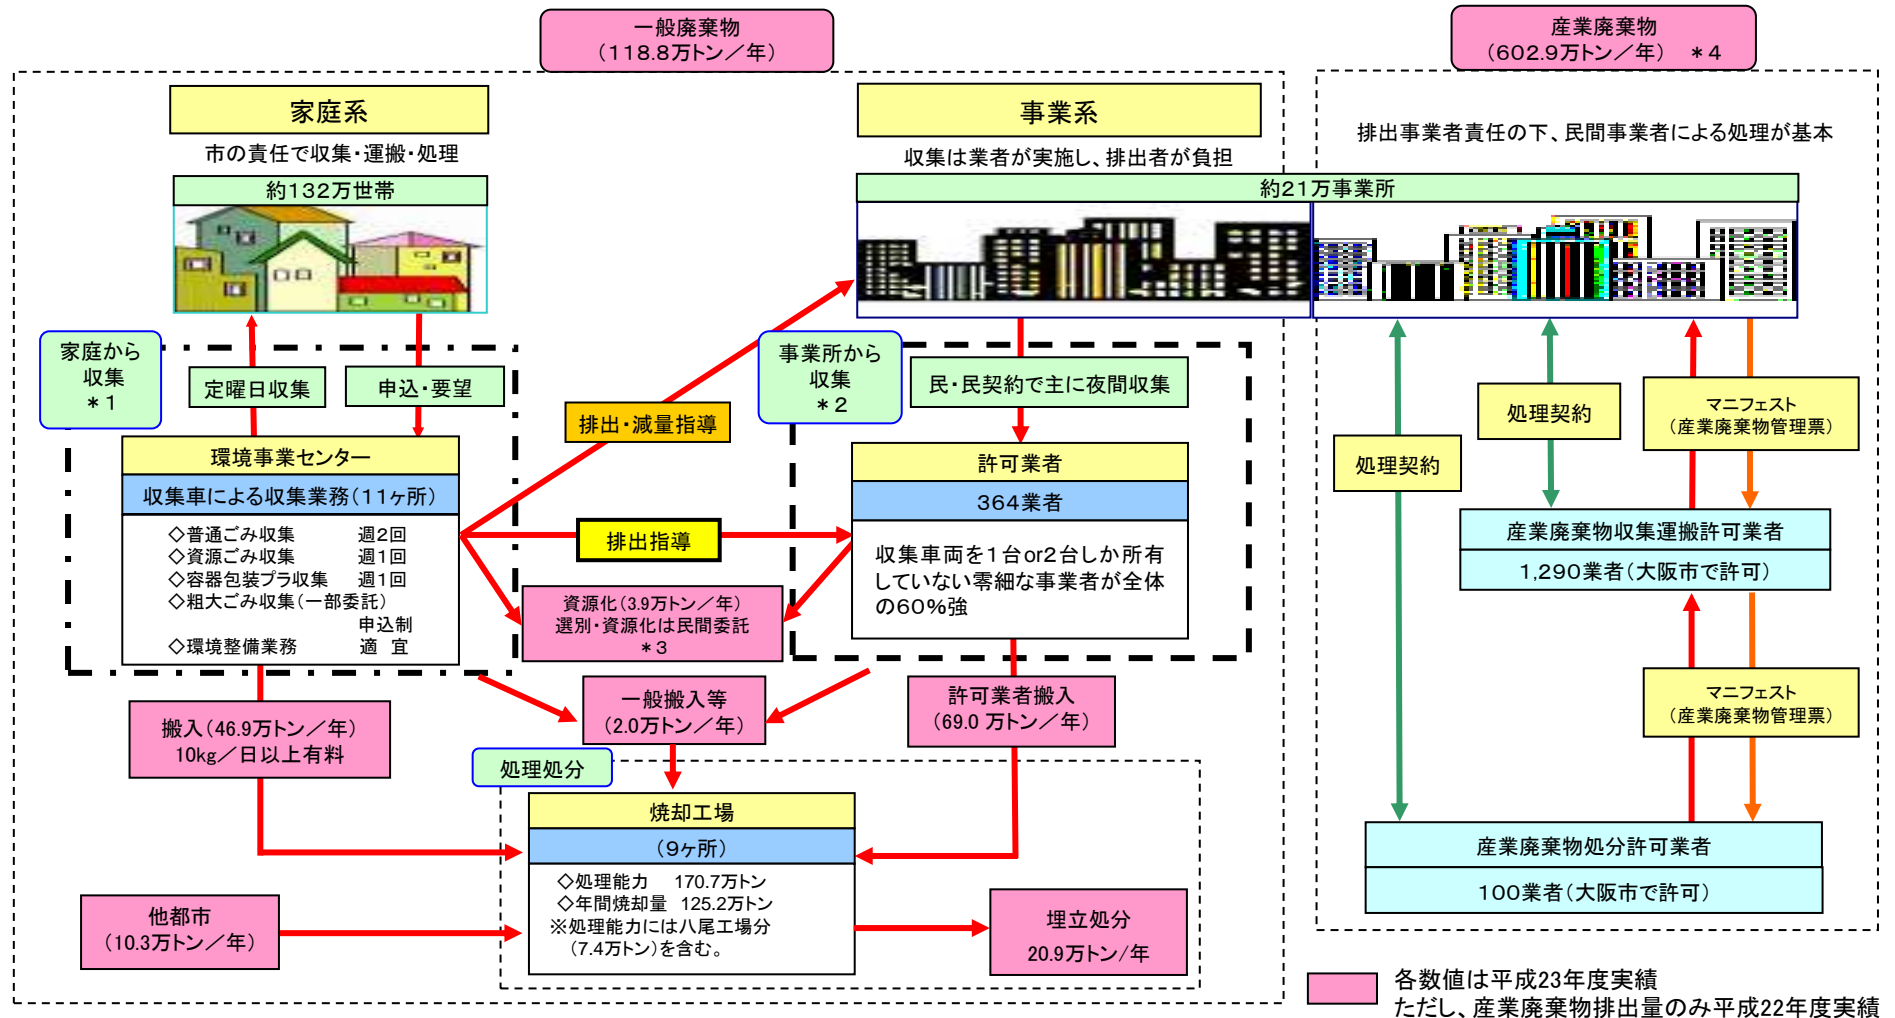 一般廃棄物
（118.8万トン／年）
産業廃棄物
（602.9万トン／年）　＊4
家庭系
市の責任で収集・運搬・処理
約132万世帯
事業系
収集は業者が実施し、排出者が負担
排出事業者責任の下、民間事業者による処理が基本
約21万事業所
家庭から
収集
＊1
定曜日収集
申込・要望
環境事業センター
収集車による収集業務（11ヶ所）
◇普通ごみ収集　週2回
◇資源ごみ収集　週1回
◇容器包装プラ収集　週1回
◇粗大ごみ収集（一部委託）
申込制
◇環境整備業務　適　宜
排出・減量指導
排出指導
資源化（3.9万トン／年）
選別・資源化は民間委託
＊3
事業所から
収集
＊2
民・民契約で主に夜間収集
許可業者
364業者
収集車両を1台or2台しか所有
していない零細な事業者が全体
の60％強
搬入（46.9万トン／年）
10kg／日以上有料
一般搬入等
（2.0万トン／年）
許可業者搬入
（69.0 万トン／年）
処理処分
焼却工場
（9ヶ所）
◇処理能力　170.7万トン
◇年間焼却量　125.2万トン
※処理能力には八尾工場分
（7.4万トン）を含む。
他都市
（10.3万トン／年）
埋立処分
20.9万トン/年
処理契約
処理契約
マニフェスト
（産業廃棄物管理票）
産業廃棄物収集運搬許可業者
1,290業者（大阪市で許可）
マニフェスト
（産業廃棄物管理票）
産業廃棄物処分許可業者
100業者（大阪市で許可）
各数値は平成23年度実績
ただし、産業廃棄物排出量のみ平成22年度実績